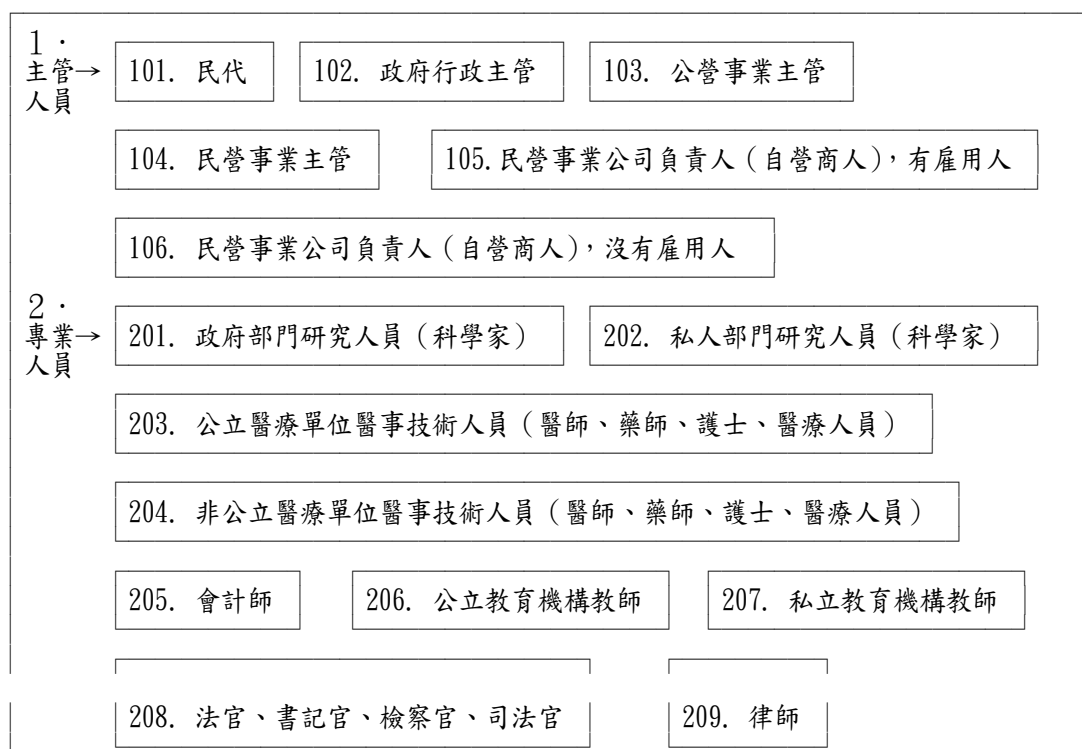 1．
主管→ 101. 民代 102. 政府行政主管 103. 公營事業主管
人員
104. 民營事業主管 105.民營事業公司負責人（自營商人），有雇用人
106. 民營事業公司負責人（自營商人），沒有雇用人
2．
專業→ 201. 政府部門研究人員（科學家） 202. 私人部門研究人員（科學家）
人員
203. 公立醫療單位醫事技術人員（醫師、藥師、護士、醫療人員）
204. 非公立醫療單位醫事技術人員（醫師、藥師、護士、醫療人員）
205. 會計師 206. 公立教育機構教師 207. 私立教育機構教師
208. 法官、書記官、檢察官、司法官 209. 律師